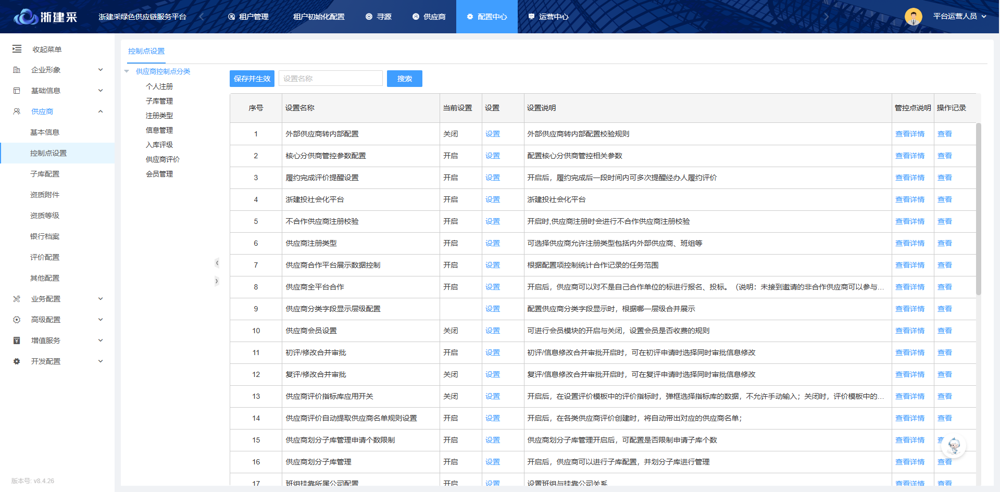 浙建采 浙建采绿色供应链服务平台 租户管理 租户初始化配置 寻源 供应商 配置中心 运营中心 平台运营人员
收起菜单
企业形象
基础信息
供应商
基本信息
控制点设置
子库配置
资质附件
资质等级
银行档案
评价配置
其他配置
业务配置
高级配置
增值服务
开发配置
版本号: v8.4.26
控制点设置
供应商控制点分类
个人注册
子库管理
注册类型
信息管理
入库评级
供应商评价
会员管理
保存并生效 设置名称 搜索
序号 设置名称 当前设置 设置 设置说明 管控点说明 操作记录
1 外部供应商转内部配置 关闭 设置 外部供应商转内部配置校验规则 查看详情 查看
2 核心分供商管控参数配置 开启 设置 配置核心分供商管控相关参数 查看详情 查看
3 履约完成评价提醒设置 开启 设置 开启后，履约完成后一段时间内可多次提醒经办人履约评价 查看详情 查看
4 浙建投社会化平台 开启 设置 浙建投社会化平台 查看详情 查看
5 不合作供应商注册校验 开启 设置 开启时,供应商注册时会进行不合作供应商注册校验 查看详情 查看
6 供应商注册类型 开启 设置 可选择供应商允许注册类型包括内外部供应商、班组等 查看详情 查看
7 供应商合作平台展示数据控制 开启 设置 根据配置项控制统计合作记录的任务范围 查看详情 查看
8 供应商全平台合作 开启 设置 开启后，供应商可以对不是自己合作单位的标进行报名、投标。（说明：未接到邀请的非合作供应商可以参与... 查看详情 查看
9 供应商分类字段显示层级配置 设置 配置供应商分类字段显示时，根据哪一层级合并展示 查看详情 查看
10 供应商会员设置 关闭 设置 可进行会员模块的开启与关闭，设置会员是否收费的规则 查看详情 查看
11 初评/修改合并审批 开启 设置 初评/信息修改合并审批开启时，可在初评申请时选择同时审批信息修改 查看详情 查看
12 复评/修改合并审批 关闭 设置 复评/信息修改合并审批开启时，可在复评申请时选择同时审批信息修改 查看详情 查看
13 供应商评价指标库应用开关 关闭 设置 开启后，在设置评价模板中的评价指标时，弹框选择指标库的数据，不允许手动输入；关闭时，评价模板中的... 查看详情 查看
14 供应商评价自动提取供应商名单规则设置 开启 设置 开启后，在各类供应商评价创建时，将自动带出对应的供应商名单； 查看详情 查看
15 供应商划分子库管理申请个数限制 开启 设置 供应商划分子库管理开启后，可配置是否限制申请子库个数 查看详情 查
16 供应商划分子库管理 开启 设置 开启后，供应商可以进行子库配置，并划分子库进行管理 查看详情 查看
17 班组挂靠所属公司配置 开启 设置 设置班组与挂靠公司关系 查看详情 查看